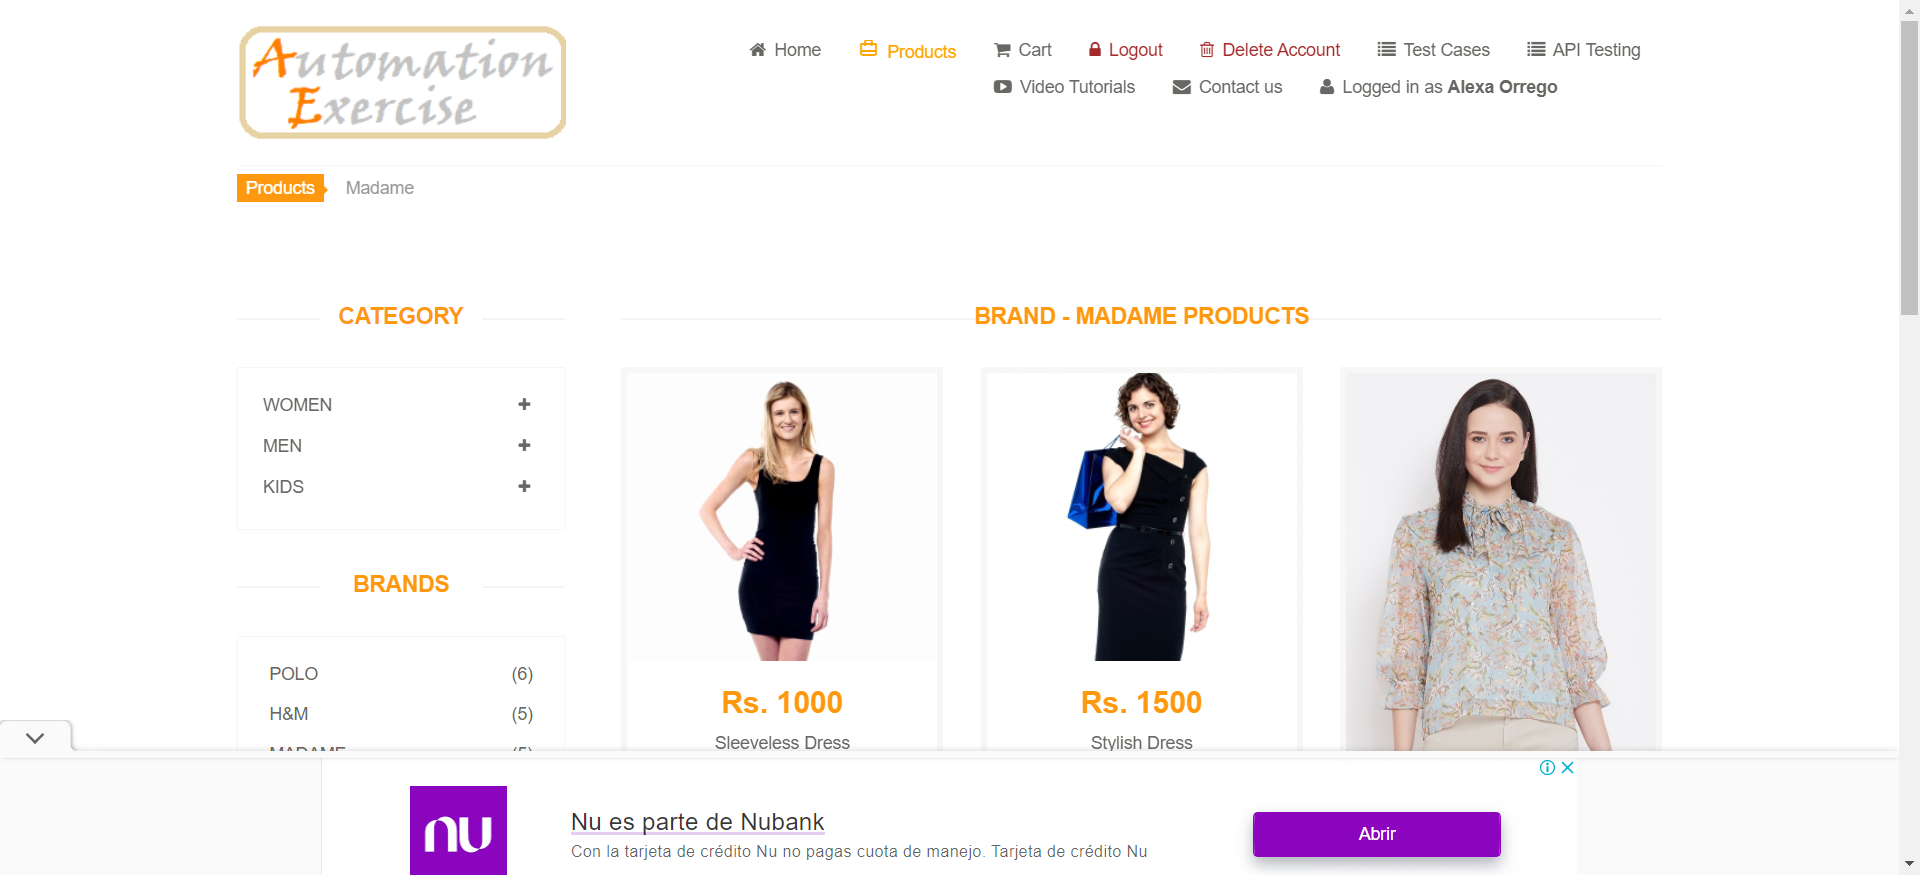 Automation
Exercise
Home
Products
Cart
Logout
Delete Account
Test Cases
API Testing
Video Tutorials
Contact us
Logged in as Alexa Orrego
Products
Madame
CATEGORY
WOMEN
MEN
KIDS
BRANDS
POLO (6)
H&M (5)
MADAME (5)
BRAND - MADAME PRODUCTS
Rs. 1000
Sleeveless Dress
Rs. 1500
Stylish Dress
nu
Nu es parte de Nubank
Con la tarjeta de crédito Nu no pagas cuota de manejo. Tarjeta de crédito Nu
Abrir